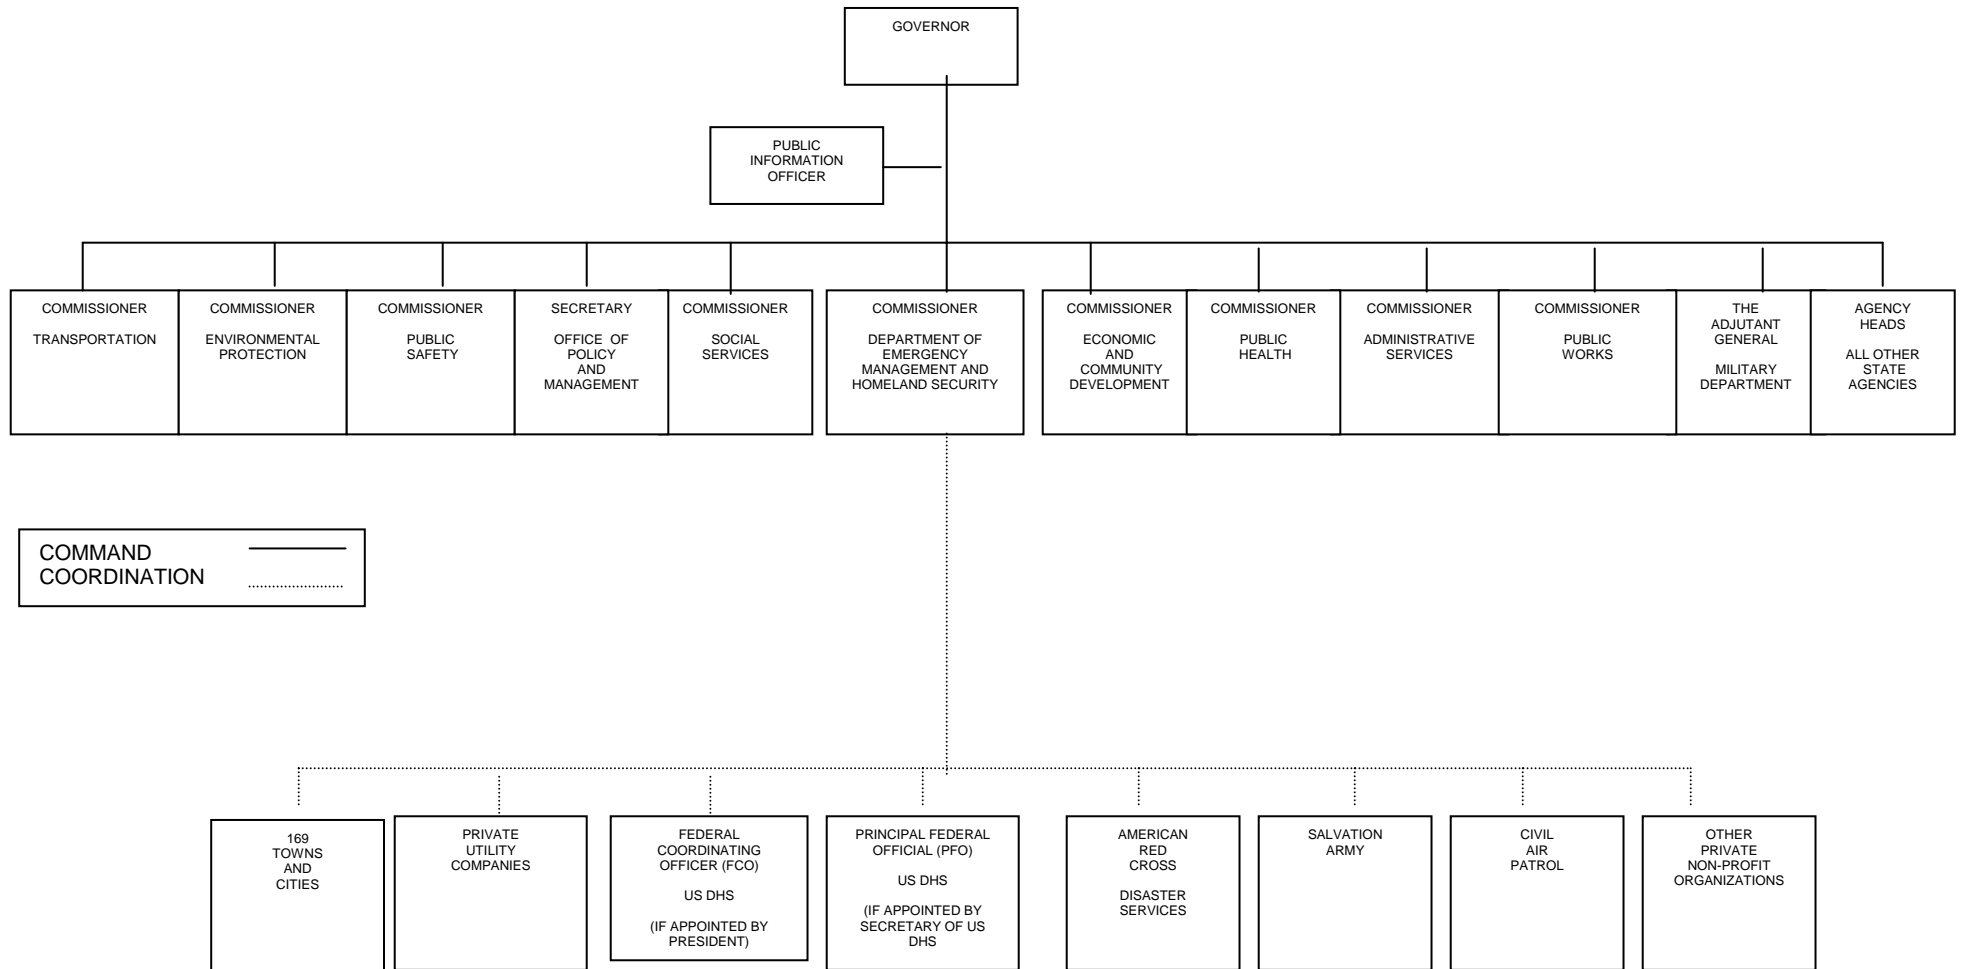 GOVERNOR
PUBLIC
INFORMATION
OFFICER
COMMISSIONER
TRANSPORTATION
COMMISSIONER
ENVIRONMENTAL
PROTECTION
COMMISSIONER
PUBLIC
SAFETY
SECRETARY
OFFICE OF
POLICY
AND
MANAGEMENT
COMMISSIONER
SOCIAL
SERVICES
COMMISSIONER
DEPARTMENT OF
EMERGENCY
MANAGEMENT AND
HOMELAND SECURITY
COMMISSIONER
ECONOMIC
AND
COMMUNITY
DEVELOPMENT
COMMISSIONER
PUBLIC
HEALTH
COMMISSIONER
ADMINISTRATIVE
SERVICES
COMMISSIONER
PUBLIC
WORKS
THE
ADJUTANT
GENERAL
MILITARY
DEPARTMENT
AGENCY
HEADS
ALL OTHER
STATE
AGENCIES
COMMAND
COORDINATION
169
TOWNS
AND
CITIES
PRIVATE
UTILITY
COMPANIES
FEDERAL
COORDINATING
OFFICER (FCO)
US DHS
(IF APPOINTED BY
PRESIDENT)
PRINCIPAL FEDERAL
OFFICIAL (PFO)
US DHS
(IF APPOINTED BY
SECRETARY OF US
DHS
AMERICAN
RED
CROSS
DISASTER
SERVICES
SALVATION
ARMY
CIVIL
AIR
PATROL
OTHER
PRIVATE
NON-PROFIT
ORGANIZATIONS